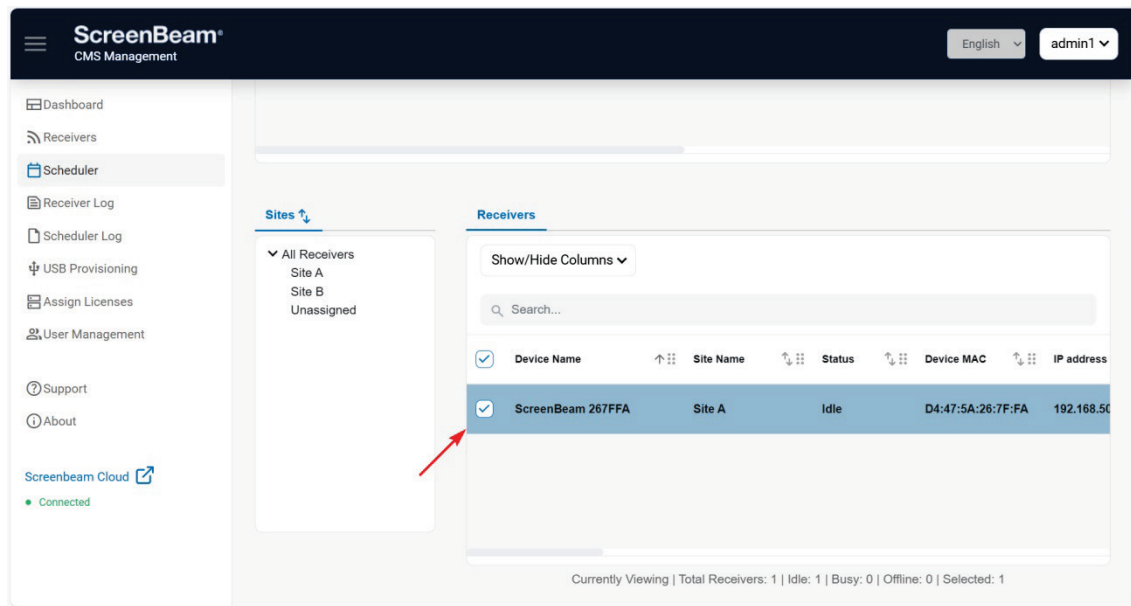 ScreenBeam®
CMS Management
English
admin1
Dashboard
Receivers
Scheduler
Receiver Log
Scheduler Log
USB Provisioning
Assign Licenses
User Management
Support
About
Screenbeam Cloud
Connected
Sites
All Receivers
Site A
Site B
Unassigned
Receivers
Show/Hide Columns
Search...
Device Name Site Name Status Device MAC IP address
ScreenBeam 267FFA Site A Idle D4:47:5A:26:7F:FA 192.168.50
Currently Viewing | Total Receivers: 1 | Idle: 1 | Busy: 0 | Offline: 0 | Selected: 1